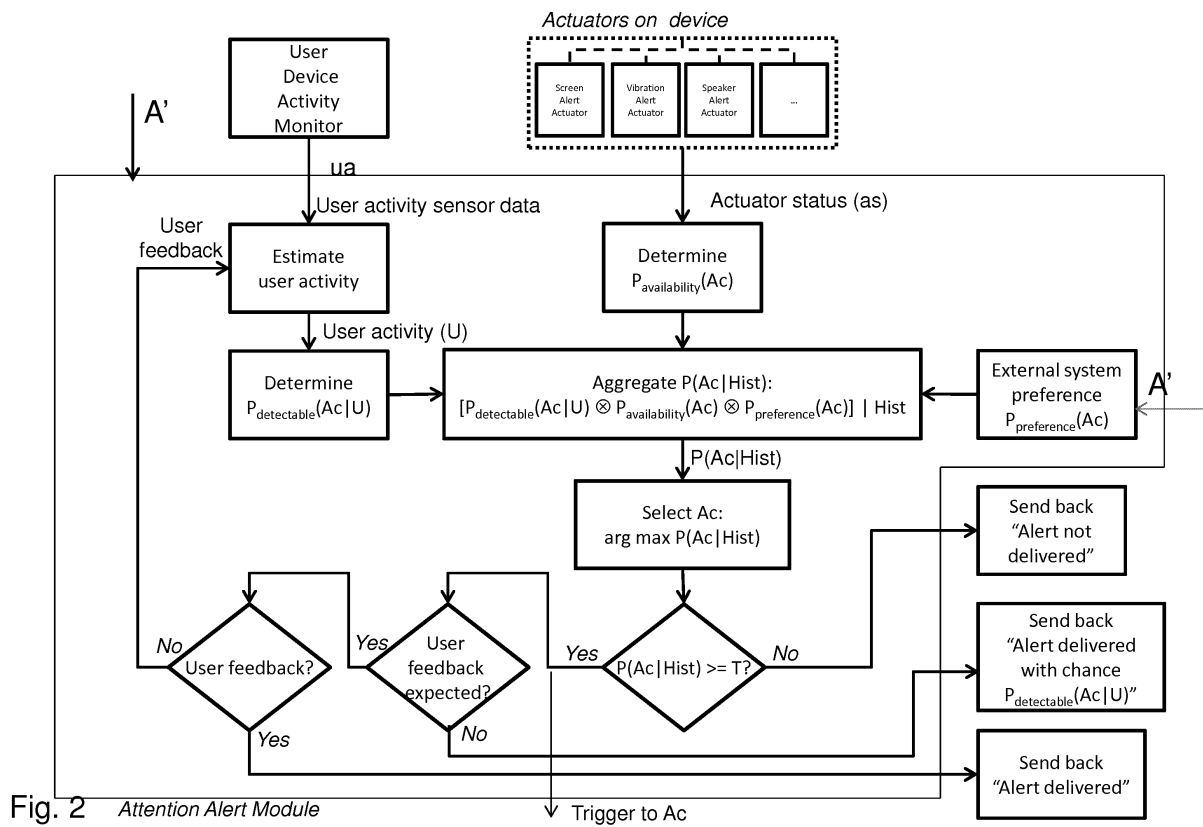 Actuators on device
User
Device
Activity
Monitor
Screen
Alert
Actuator
Vibration
Alert
Actuator
Speaker
Alert
Actuator
...
A’
ua
User activity sensor data
Actuator status (as)
User
feedback
Estimate
user activity
Determine
Pavailability(Ac)
User activity (U)
Determine
Pdetectable(Ac|U)
Aggregate P(Ac|Hist):
[Pdetectable(Ac|U) ⊗ Pavailability(Ac) ⊗ Ppreference(Ac)] | Hist
External system
preference
Ppreference(Ac)
A’
P(Ac|Hist)
Select Ac:
arg max P(Ac|Hist)
Send back
“Alert not
delivered”
No
User feedback?
Yes
Yes
User
feedback
expected?
No
Yes
P(Ac|Hist) >= T?
No
Send back
“Alert delivered
with chance
Pdetectable(Ac|U)”
Send back
“Alert delivered”
Fig. 2
Attention Alert Module
Trigger to Ac